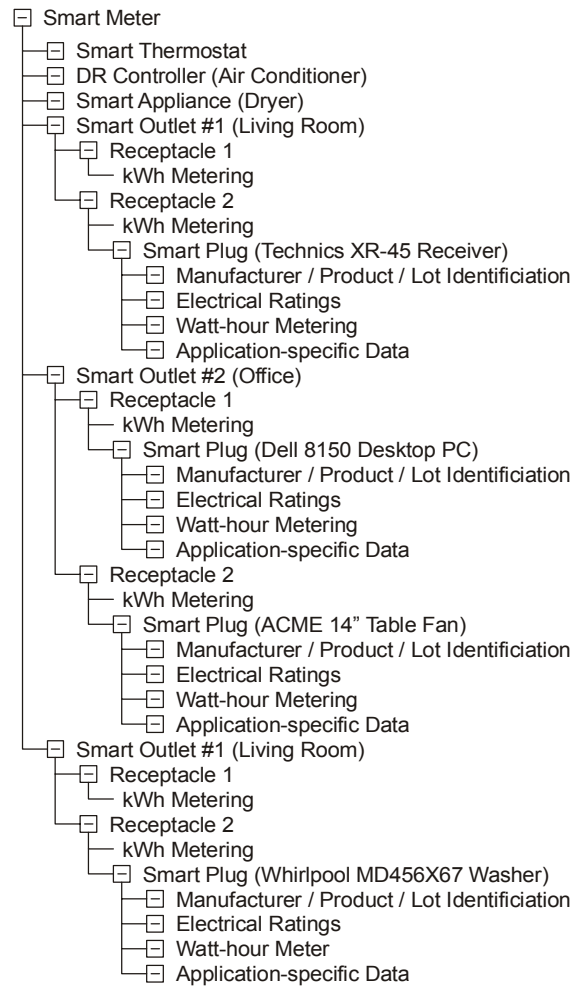 Smart Meter
Smart Thermostat
DR Controller (Air Conditioner)
Smart Appliance (Dryer)
Smart Outlet #1 (Living Room)
Receptacle 1
kWh Metering
Receptacle 2
kWh Metering
Smart Plug (Technics XR-45 Receiver)
Manufacturer / Product / Lot Identificiation
Electrical Ratings
Watt-hour Metering
Application-specific Data
Smart Outlet #2 (Office)
Receptacle 1
kWh Metering
Smart Plug (Dell 8150 Desktop PC)
Manufacturer / Product / Lot Identificiation
Electrical Ratings
Watt-hour Metering
Application-specific Data
Receptacle 2
kWh Metering
Smart Plug (ACME 14” Table Fan)
Manufacturer / Product / Lot Identificiation
Electrical Ratings
Watt-hour Metering
Application-specific Data
Smart Outlet #1 (Living Room)
Receptacle 1
kWh Metering
Receptacle 2
kWh Metering
Smart Plug (Whirlpool MD456X67 Washer)
Manufacturer / Product / Lot Identificiation
Electrical Ratings
Watt-hour Meter
Application-specific Data